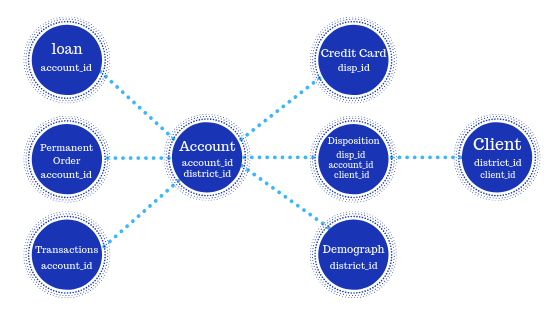 loan
account_id
Credit Card
disp_id
Permanent
Order
account_id
Account
account_id
district_id
Disposition
disp_id
account_id
client_id
Client
district_id
client_id
Transactions
account_id
Demograph
district_id